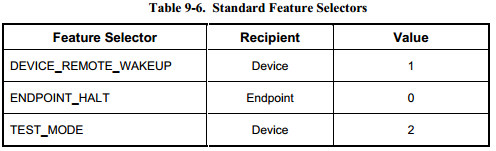 Table 9-6. Standard Feature Selectors
Feature Selector Recipient Value
DEVICE_REMOTE_WAKEUP Device 1
ENDPOINT_HALT Endpoint 0
TEST_MODE Device 2